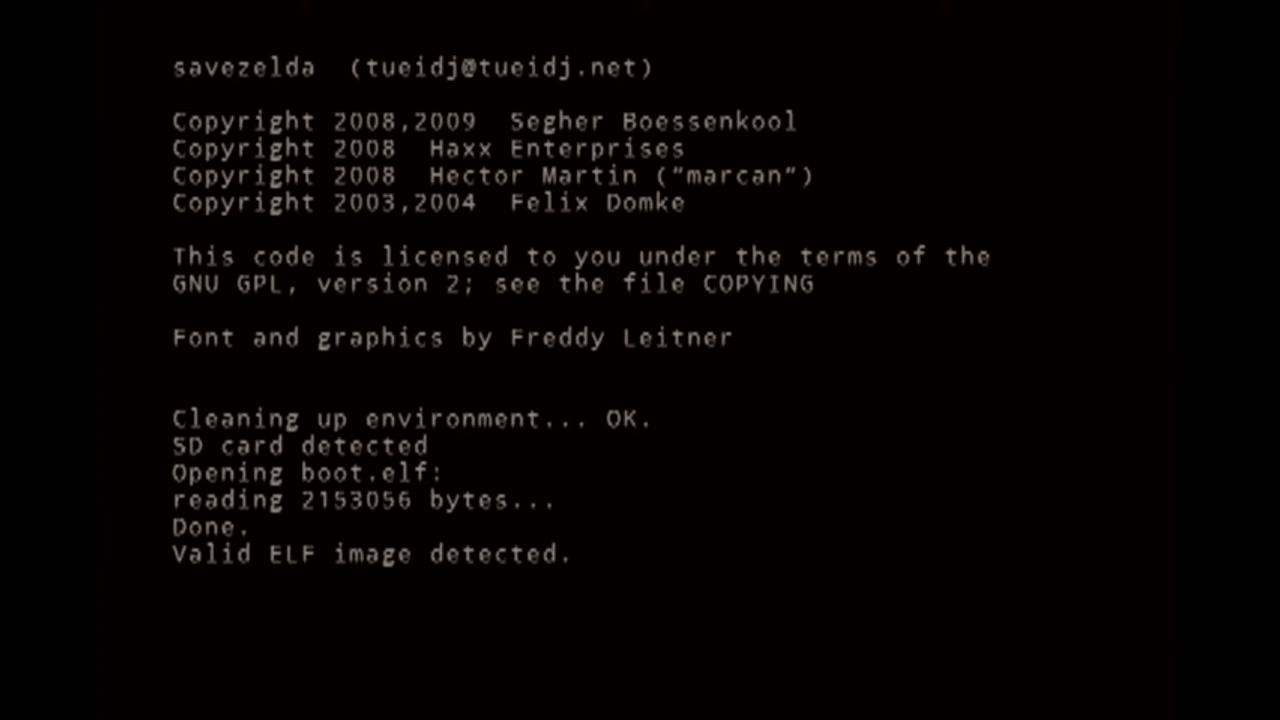 savezelda  (tueidj@tueidj.net)
Copyright 2008,2009  Segher Boessenkool
Copyright 2008  Haxx Enterprises
Copyright 2008  Hector Martin ("marcan")
Copyright 2003,2004  Felix Domke
This code is licensed to you under the terms of the
GNU GPL, version 2; see the file COPYING
Font and graphics by Freddy Leitner
Cleaning up environment... OK.
SD card detected
Opening boot.elf:
reading 2153056 bytes...
Done.
Valid ELF image detected.